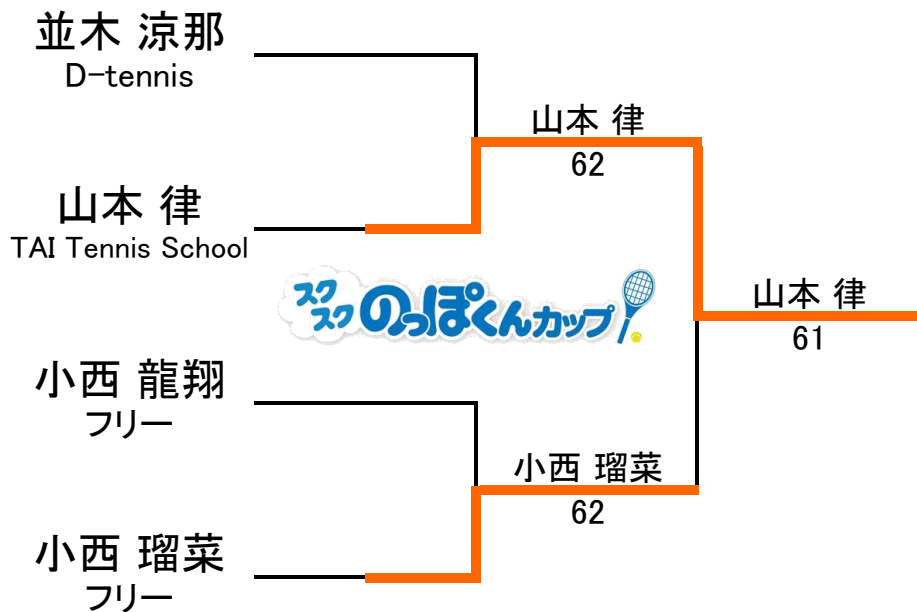 並木 涼那
D-tennis
山本 律
62
山本 律
TAI Tennis School
スク
スク
のっぽくんカップ
山本 律
61
小西 龍翔
フリー
小西 瑠菜
62
小西 瑠菜
フリー